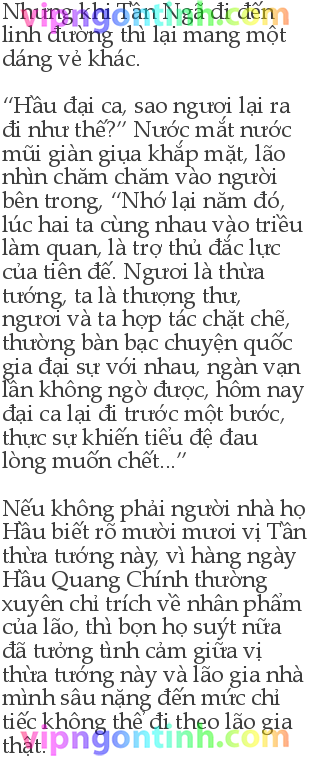 Nhưng khi Tần Ngã đi đến
linh đường thì lại mang một
dáng vẻ khác.
“Hầu đại ca, sao ngươi lại ra
đi như thế?” Nước mắt nước
mũi giàn giụa khắp mặt, lão
nhìn chăm chăm vào người
bên trong, “Nhớ lại năm đó,
lúc hai ta cùng nhau vào triều
làm quan, là trợ thủ đắc lực
của tiên đế. Ngươi là thừa
tướng, ta là thượng thư,
ngươi và ta hợp tác chặt chẽ,
thường bàn bạc chuyện quốc
gia đại sự với nhau, ngàn vạn
lần không ngờ được, hôm nay
đại ca lại đi trước một bước,
thực sự khiến tiểu đệ đau
lòng muốn chết...”
Nếu không phải người nhà họ
Hầu biết rõ mười mươi vị Tần
thừa tướng này, vì hàng ngày
Hầu Quang Chính thường
xuyên chỉ trích về nhân phẩm
của lão, thì bọn họ suýt nữa
đã tưởng tình cảm giữa vị
thừa tướng này và lão gia nhà
mình sâu nặng đến mức chỉ
tiếc không thể đi theo lão gia
thật.
vipngontinh.com
vipngontinh.com